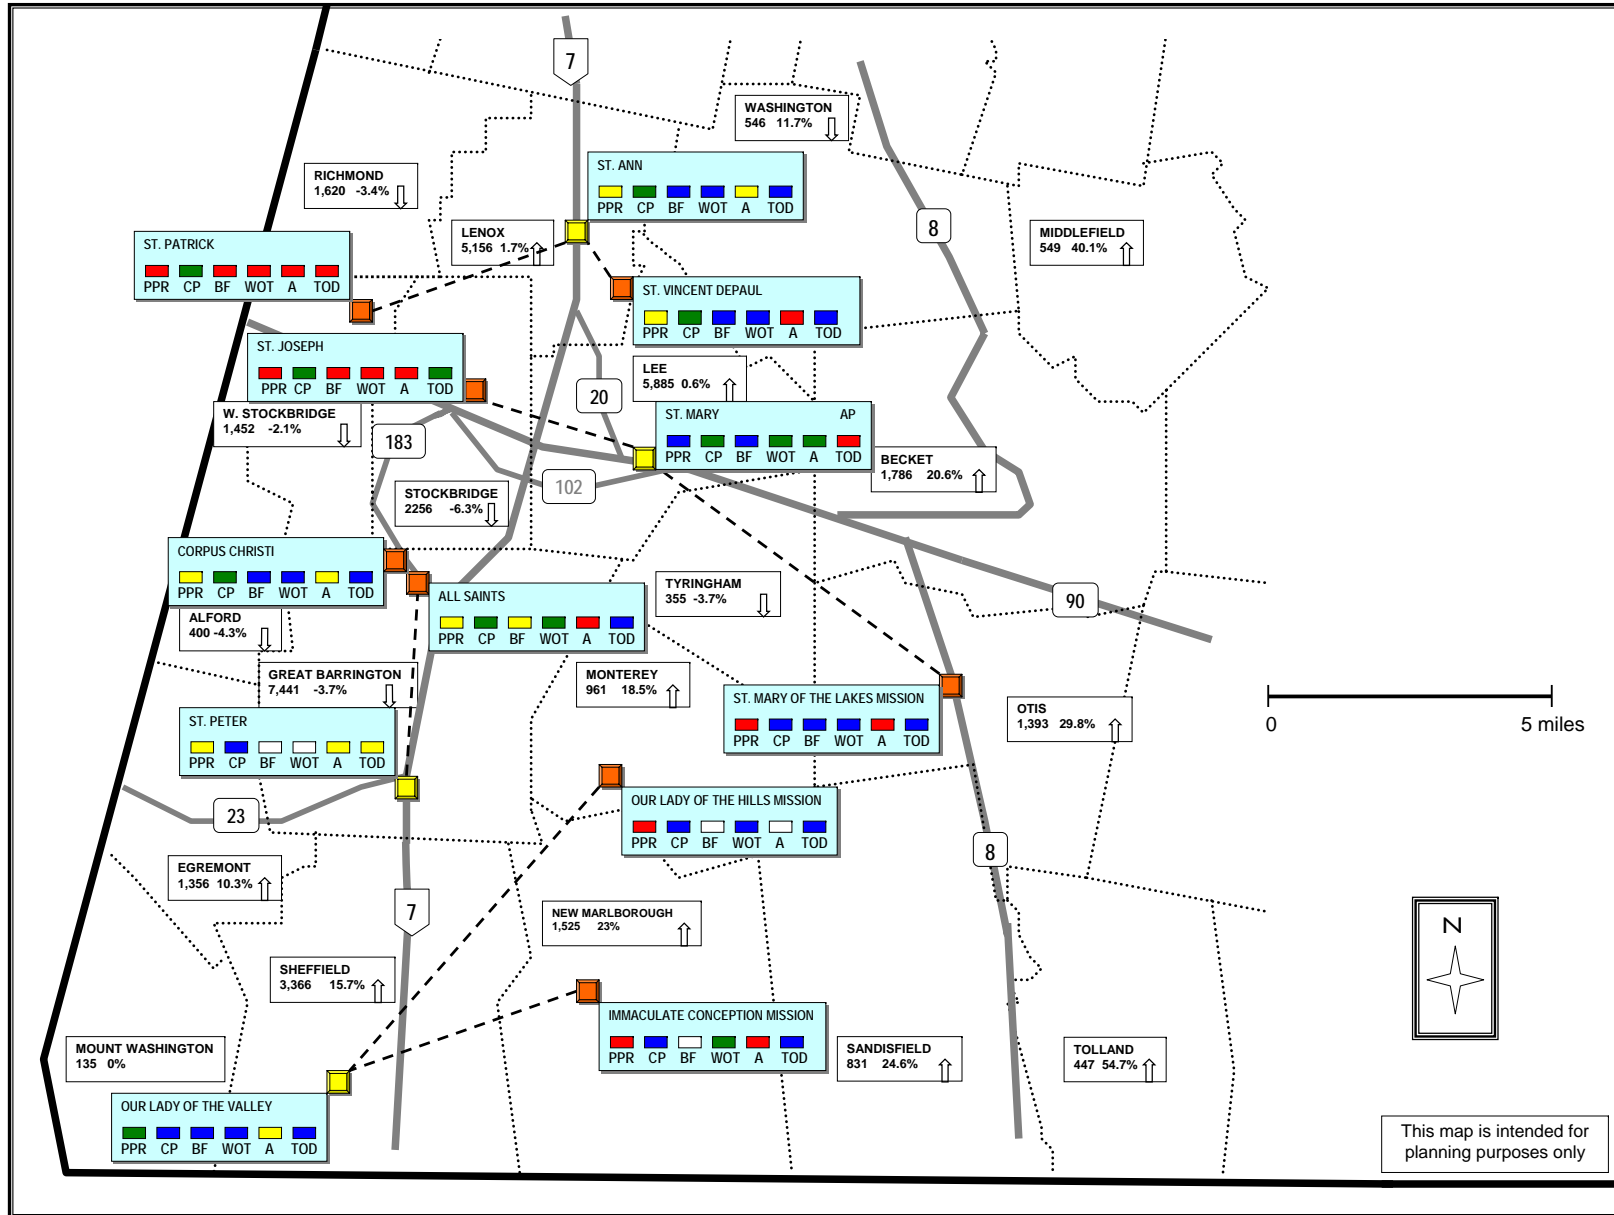 7
WASHINGTON
546 11.7%
ST. ANN
PPR CP BF WOT A TOD
RICHMOND
1,620 -3.4%
8
LENOX
5,156 1.7%
MIDDLEFIELD
549 40.1%
ST. PATRICK
PPR CP BF WOT A TOD
ST. VINCENT DEPAUL
PPR CP BF WOT A TOD
ST. JOSEPH
PPR CP BF WOT A TOD
LEE
5,885 0.6%
20
W. STOCKBRIDGE
1,452 -2.1%
183
ST. MARY AP
PPR CP BF WOT A TOD
BECKET
1,786 20.6%
102
STOCKBRIDGE
2256 -6.3%
CORPUS CHRISTI
PPR CP BF WOT A TOD
TYRINGHAM
355 -3.7%
90
ALL SAINTS
PPR CP BF WOT A TOD
ALFORD
400 -4.3%
GREAT BARRINGTON
7,441 -3.7%
MONTEREY
961 18.5%
ST. MARY OF THE LAKES MISSION
PPR CP BF WOT A TOD
OTIS
1,393 29.8%
0 5 miles
ST. PETER
PPR CP BF WOT A TOD
23
OUR LADY OF THE HILLS MISSION
PPR CP BF WOT A TOD
8
EGREMONT
1,356 10.3%
7
NEW MARLBOROUGH
1,525 23%
N
SHEFFIELD
3,366 15.7%
IMMACULATE CONCEPTION MISSION
PPR CP BF WOT A TOD
MOUNT WASHINGTON
135 0%
SANDISFIELD
831 24.6%
TOLLAND
447 54.7%
OUR LADY OF THE VALLEY
PPR CP BF WOT A TOD
This map is intended for
planning purposes only